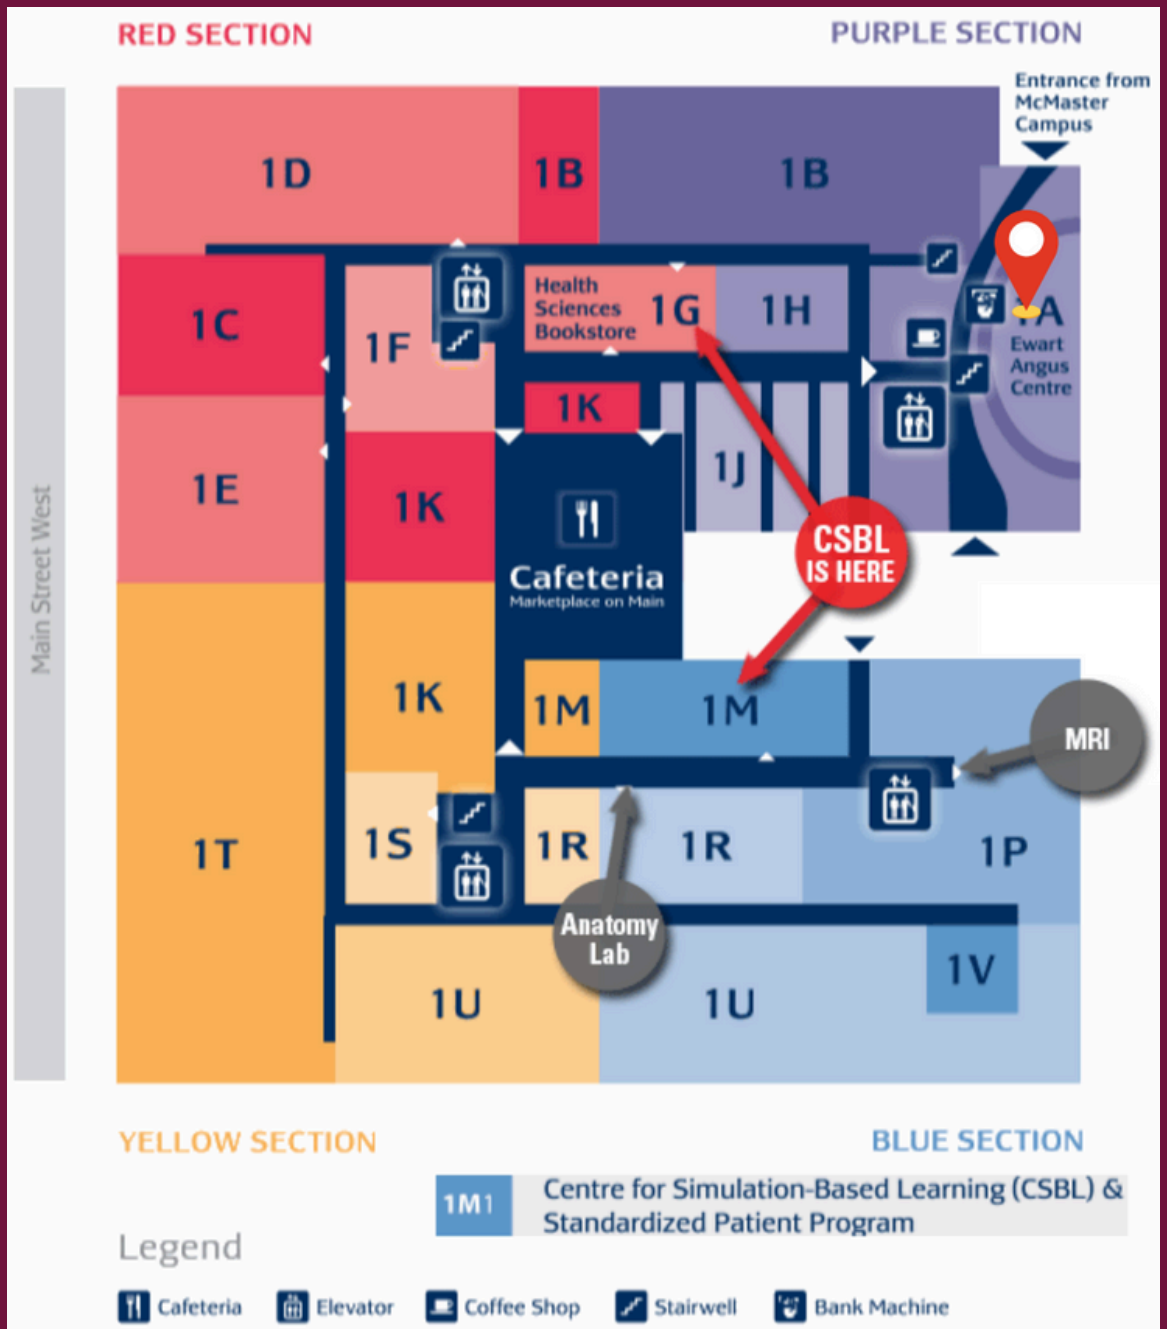 RED SECTION
PURPLE SECTION
Entrance from
McMaster
Campus
Main Street West
1D
1B
1B
1C
1F
Health
Sciences
Bookstore
1G
1H
1A
Ewart
Angus
Centre
1K
1J
1E
1K
Cafeteria
Marketplace on Main
CSBL
IS HERE
1K
1M
1M
MRI
1T
1S
1R
1R
1P
Anatomy
Lab
1V
1U
1U
YELLOW SECTION
BLUE SECTION
1M1
Centre for Simulation-Based Learning (CSBL) &
Standardized Patient Program
Legend
Cafeteria
Elevator
Coffee Shop
Stairwell
Bank Machine